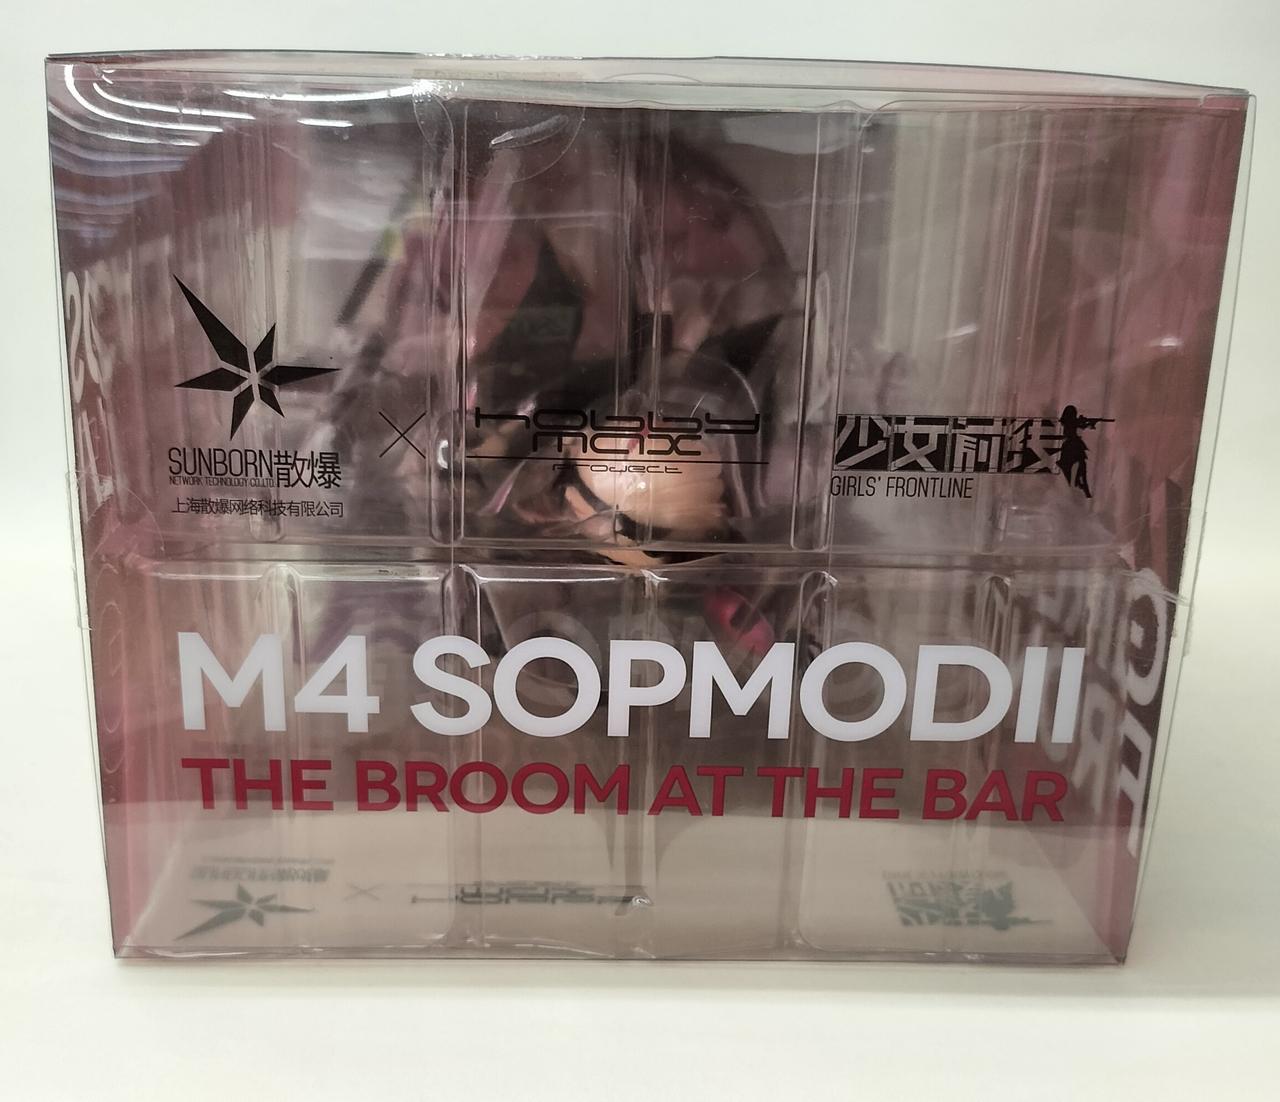 SUNBORN散爆
NETWORK TECHNOLOGY CO.,LTD.
上海散爆网络科技有限公司
×
hobby
max
Project
少女前线
GIRLS' FRONTLINE
M4 SOPMODII
THE BROOM AT THE BAR